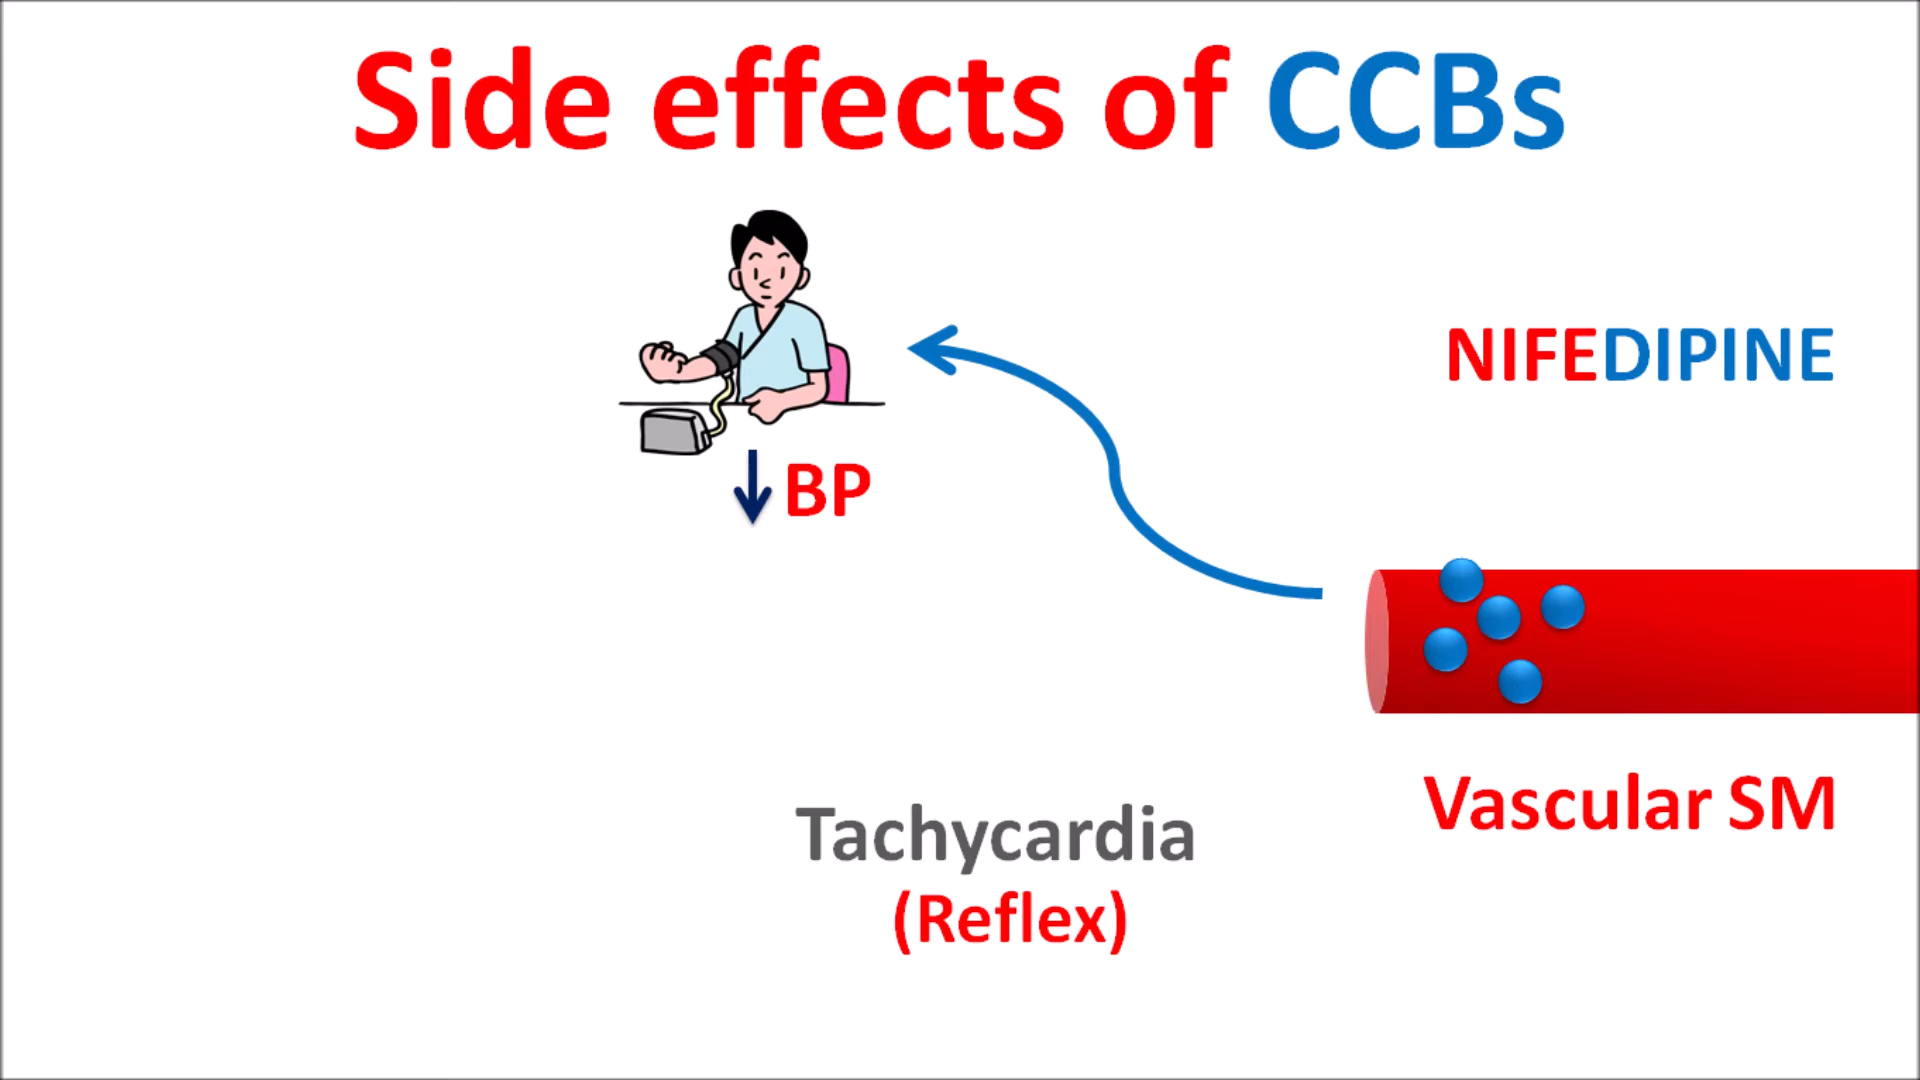 Side effects of CCBs
NIFEDIPINE
BP
Vascular SM
Tachycardia
(Reflex)